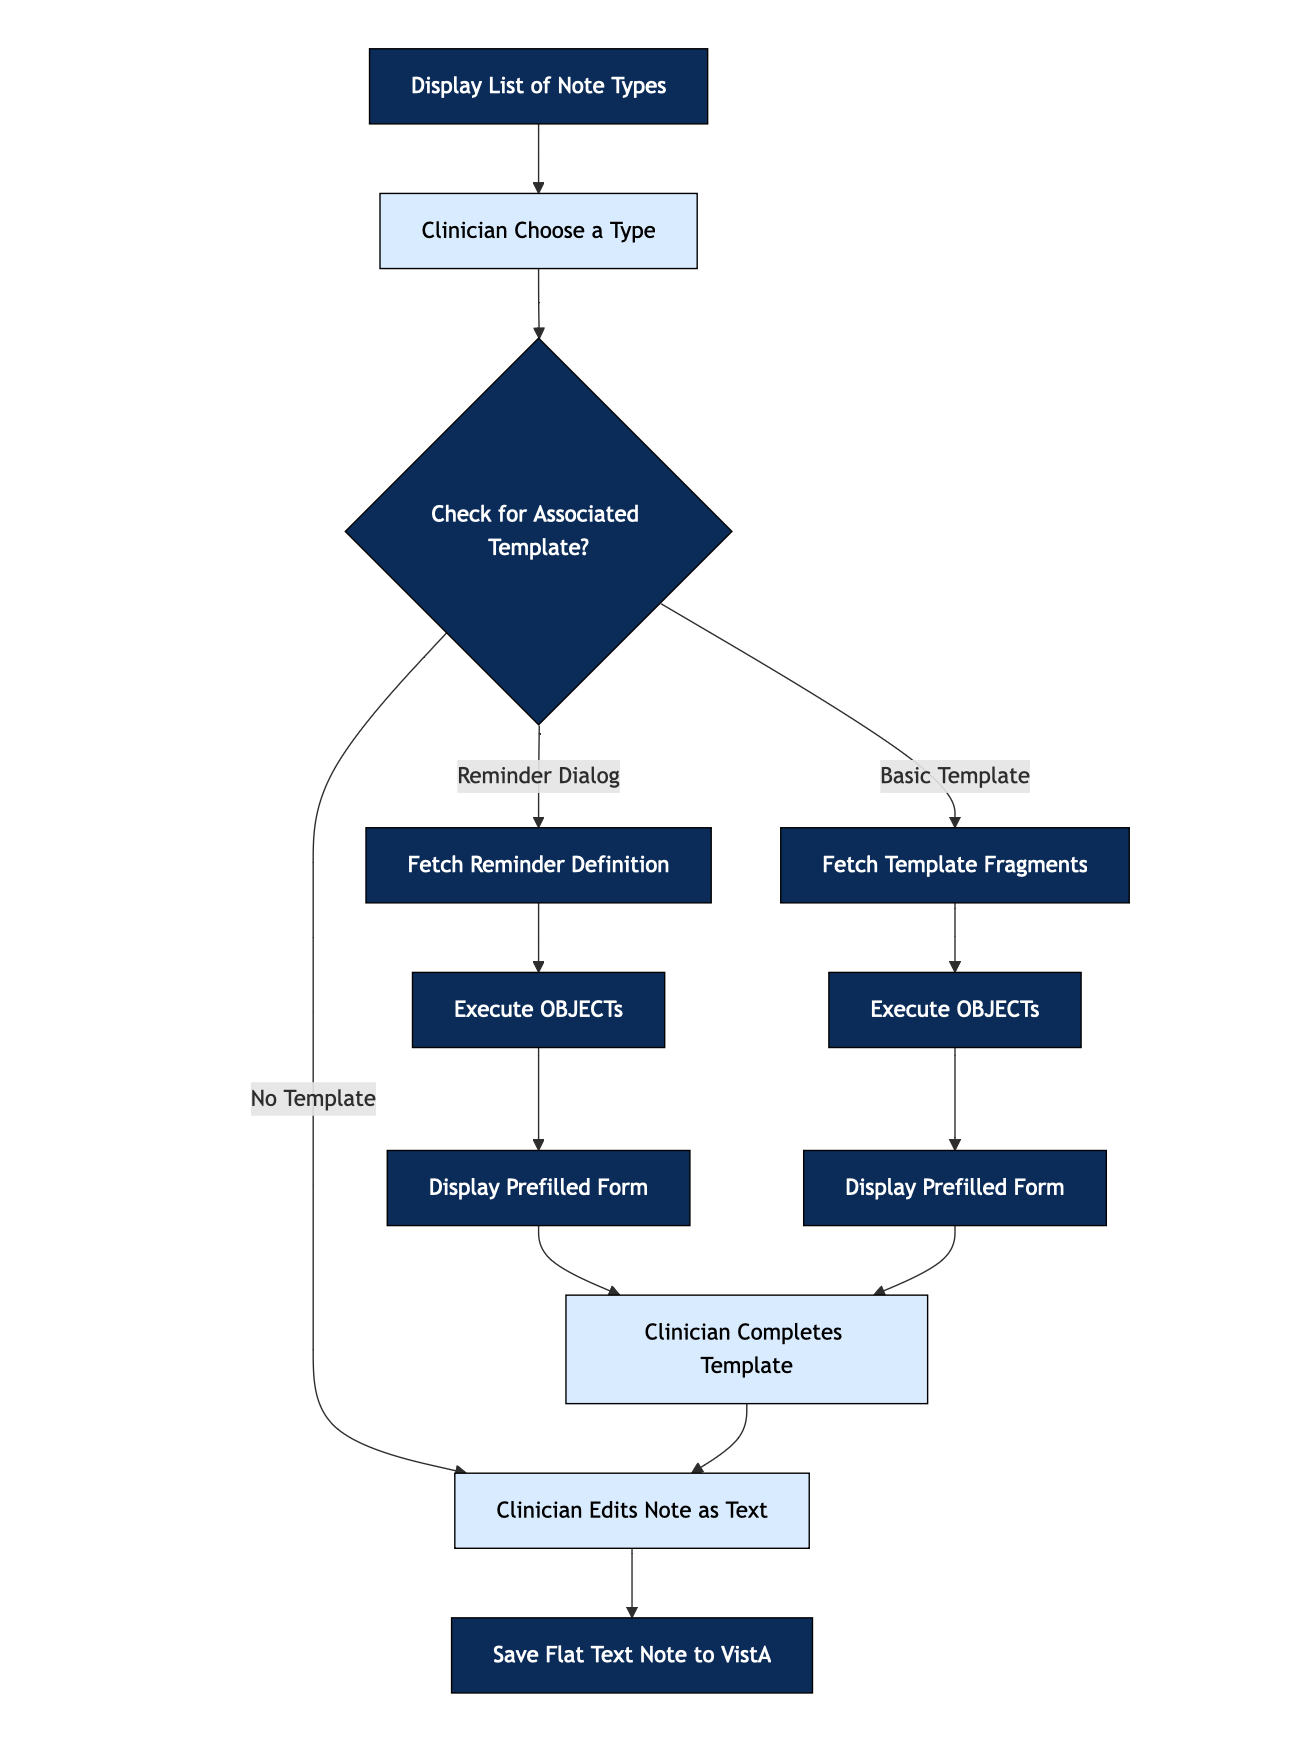 Display List of Note Types
Clinician Choose a Type
Check for Associated
Template?
Reminder Dialog
Basic Template
Fetch Reminder Definition
Fetch Template Fragments
Execute OBJECTs
Execute OBJECTs
No Template
Display Prefilled Form
Display Prefilled Form
Clinician Completes
Template
Clinician Edits Note as Text
Save Flat Text Note to VistA